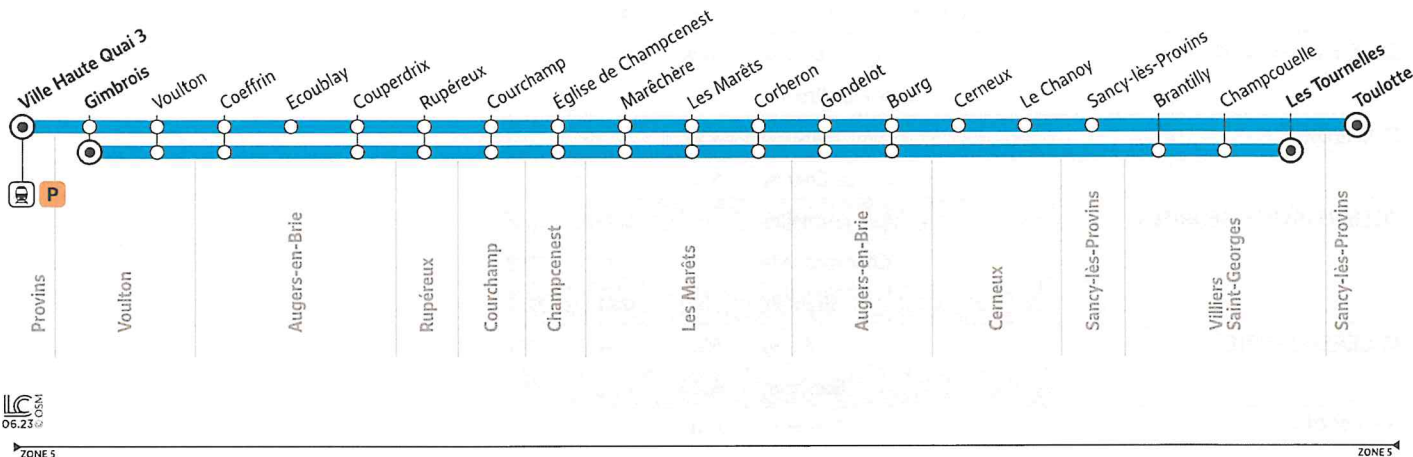 Ville Haute Quai 3
Gimbrois
Voulton
Coeffrin
Ecoublay
Couperdrix
Rupéreux
Courchamp
Église de Champcenest
Marêchère
Les Marêts
Corberon
Gondelot
Bourg
Cerneux
Le Chanoy
Sancy-lès-Provins
Brantilly
Champcouelle
Les Tournelles
Toulotte
P
Provins
Voulton
Augers-en-Brie
Rupéreux
Courchamp
Champcenest
Les Marêts
Augers-en-Brie
Cerneux
Sancy-lès-Provins
Villiers
Saint-Georges
Sancy-lès-Provins
LC
06.23 © OSM
ZONE 5
ZONE 5